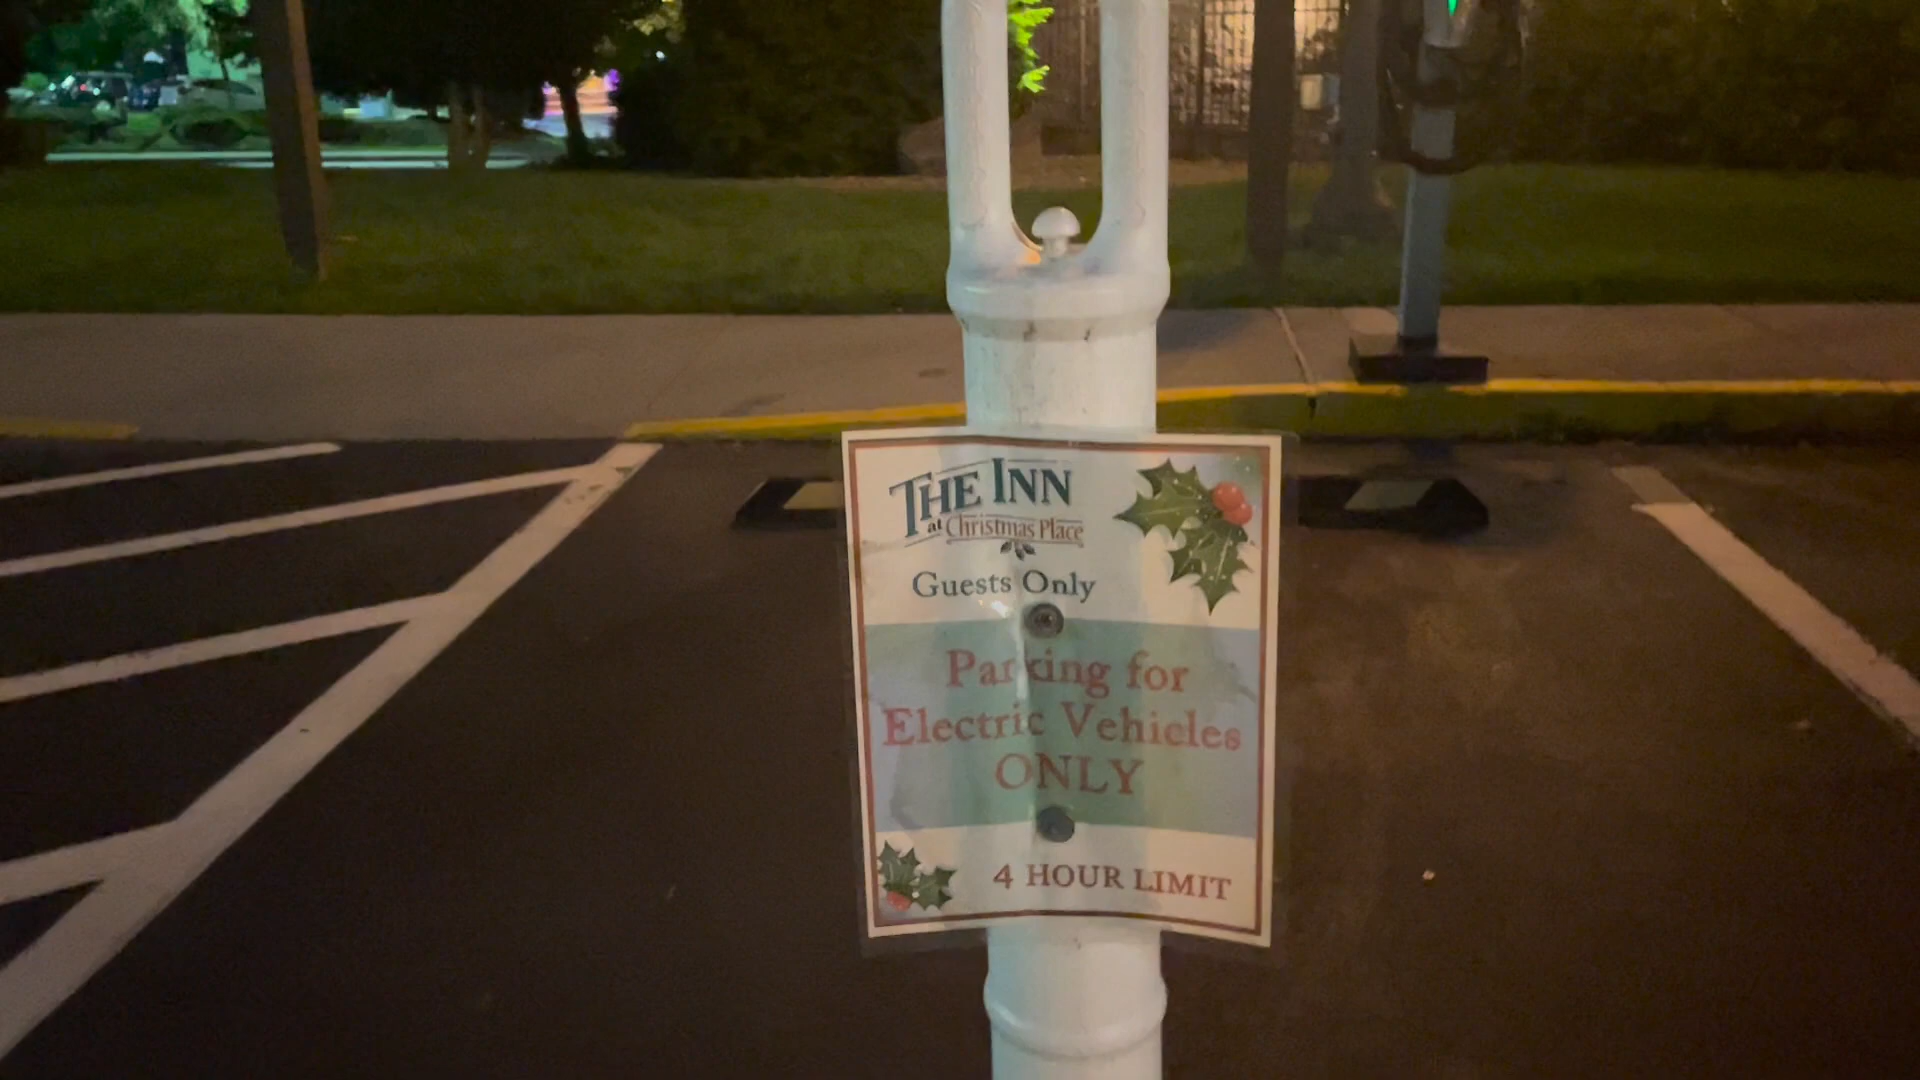 THE INN
at Christmas Place
Guests Only
Parking for
Electric Vehicles
ONLY
4 HOUR LIMIT